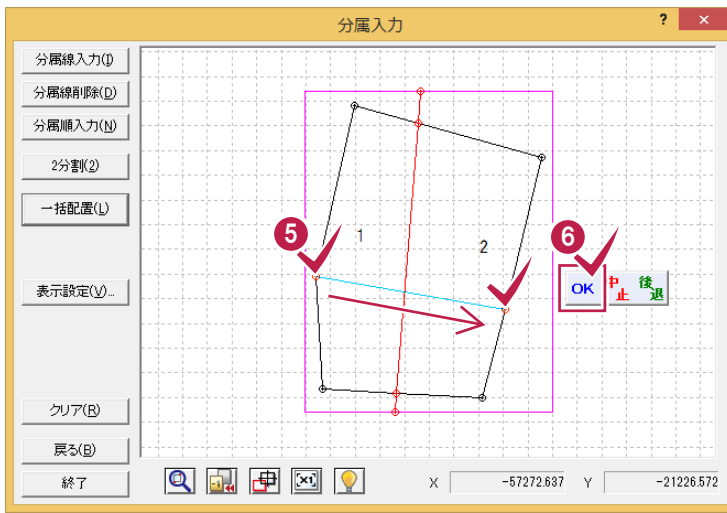 分属入力
? ×
分属線入力(I)
分属線削除(D)
分属順入力(N)
2分割(2)
一括配置(L)
表示設定(V)...
クリア(R)
戻る(B)
終了
5
1
2
6
OK
中止
後退
X -57272.637 Y -21226.572